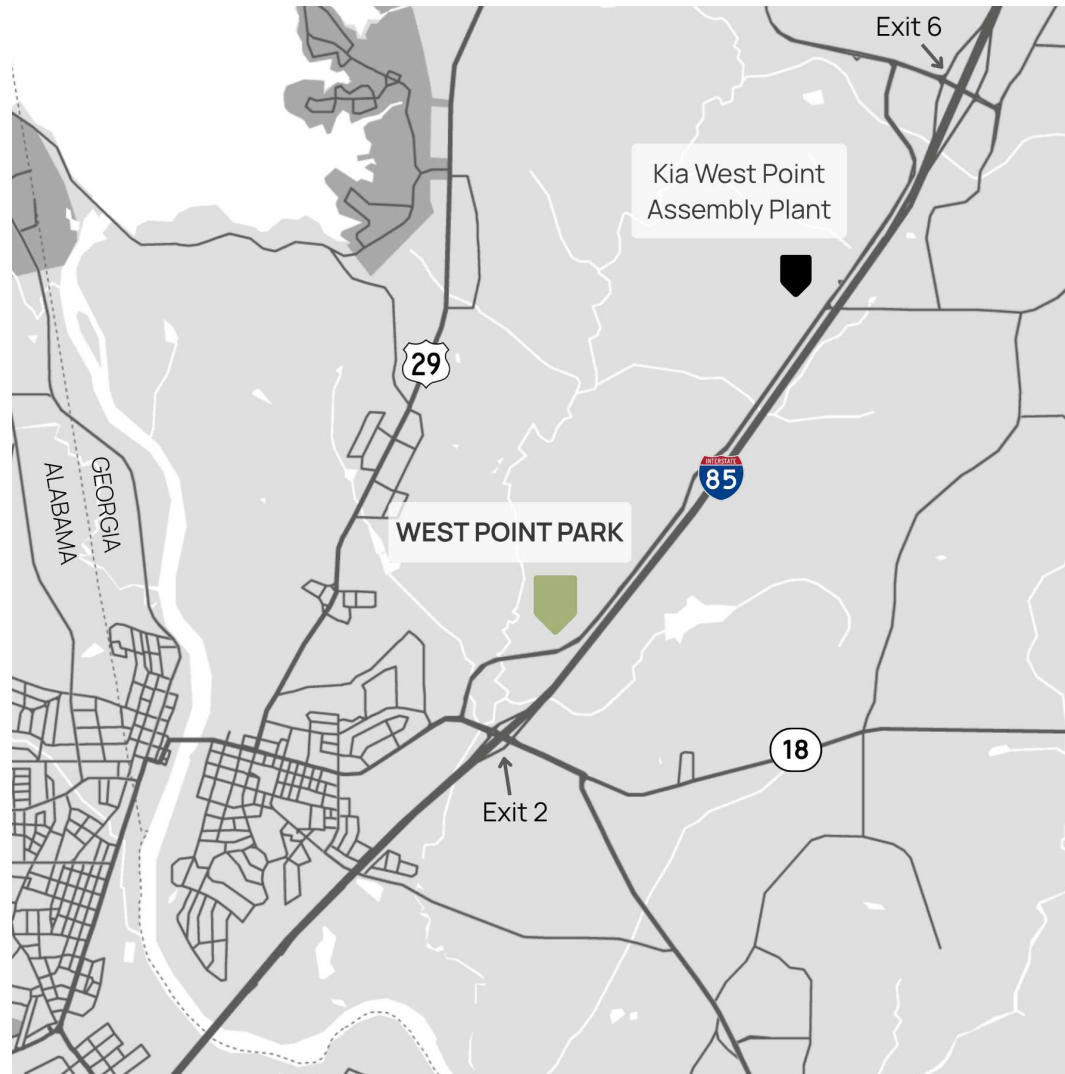 Exit 6
Kia West Point
Assembly Plant
29
INTERSTATE
85
GEORGIA
ALABAMA
WEST POINT PARK
18
Exit 2